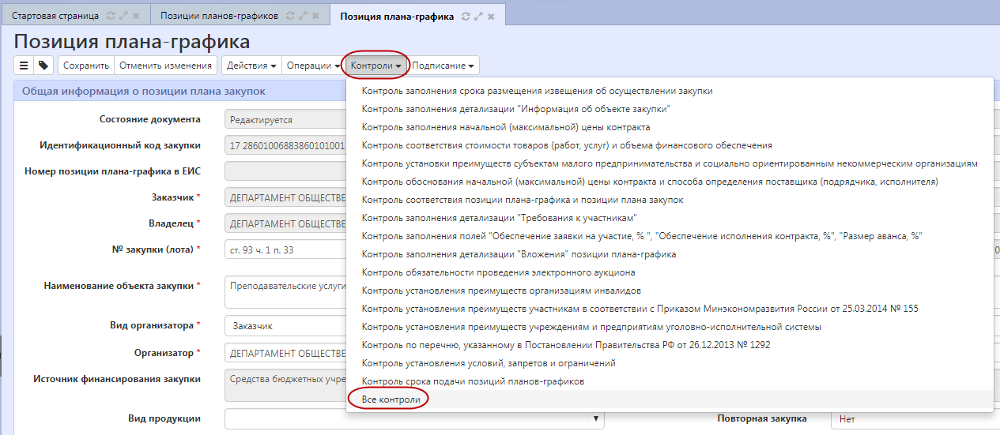 Стартовая страница
Позиции планов-графиков
Позиция плана-графика
Позиция плана-графика
Сохранить
Отменить изменения
Действия
Операции
Контроли
Подписание
Общая информация о позиции плана закупок
Контроль заполнения срока размещения извещения об осуществлении закупки
Контроль заполнения детализации "Информация об объекте закупки"
Контроль заполнения начальной (максимальной) цены контракта
Контроль соответствия стоимости товаров (работ, услуг) и объема финансового обеспечения
Контроль установки преимуществ субъектам малого предпринимательства и социально ориентированным некоммерческим организациям
Контроль обоснования начальной (максимальной) цены контракта и способа определения поставщика (подрядчика, исполнителя)
Контроль соответствия позиции плана-графика и позиции плана закупок
Контроль заполнения детализации "Требования к участникам"
Контроль заполнения полей "Обеспечение заявки на участие, % ", "Обеспечение исполнения контракта, %", "Размер аванса, %"
Контроль заполнения детализации "Вложения" позиции плана-графика
Контроль обязательности проведения электронного аукциона
Контроль установления преимуществ организациям инвалидов
Контроль установления преимуществ участникам в соответствии с Приказом Минэкономразвития России от 25.03.2014 № 155
Контроль установления преимуществ учреждениям и предприятиям уголовно-исполнительной системы
Контроль по перечню, указанному в Постановлении Правительства РФ от 26.12.2013 № 1292
Контроль установления условий, запретов и ограничений
Контроль срока подачи позиций планов-графиков
Все контроли
Состояние документа
Редактируется
Идентификационный код закупки
17 28601006883860101001
Номер позиции плана-графика в ЕИС
Заказчик *
ДЕПАРТАМЕНТ ОБЩЕСТВЕ
Владелец *
ДЕПАРТАМЕНТ ОБЩЕСТВЕ
№ закупки (лота) *
ст. 93 ч. 1 п. 33
Наименование объекта закупки *
Преподавательские услуги
Вид организатора *
Заказчик
Организатор *
ДЕПАРТАМЕНТ ОБЩЕСТВЕ
Источник финансирования закупки
Средства бюджетных учре
Вид продукции
Повторная закупка
Нет